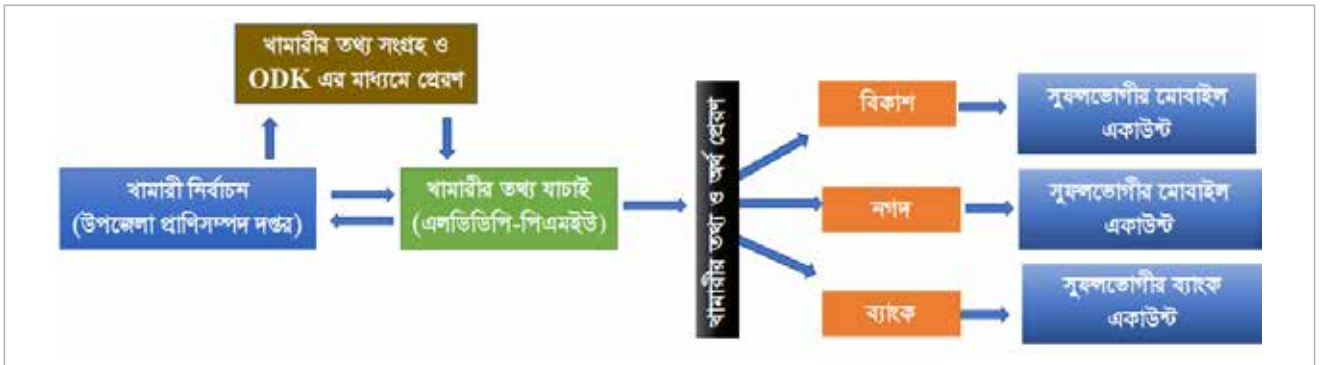 খামারীর তথ্য সংগ্রহ ও
ODK এর মাধ্যমে প্রেরণ
খামারী নির্বাচন
(উপজেলা প্রাণিসম্পদ দপ্তর)
খামারীর তথ্য যাচাই
(এলডিডিপি-পিএমইউ)
খামারীর তথ্য ও অর্থ প্রেরণ
বিকাশ
সুফলভোগীর মোবাইল
একাউন্ট
নগদ
সুফলভোগীর মোবাইল
একাউন্ট
ব্যাংক
সুফলভোগীর ব্যাংক
একাউন্ট